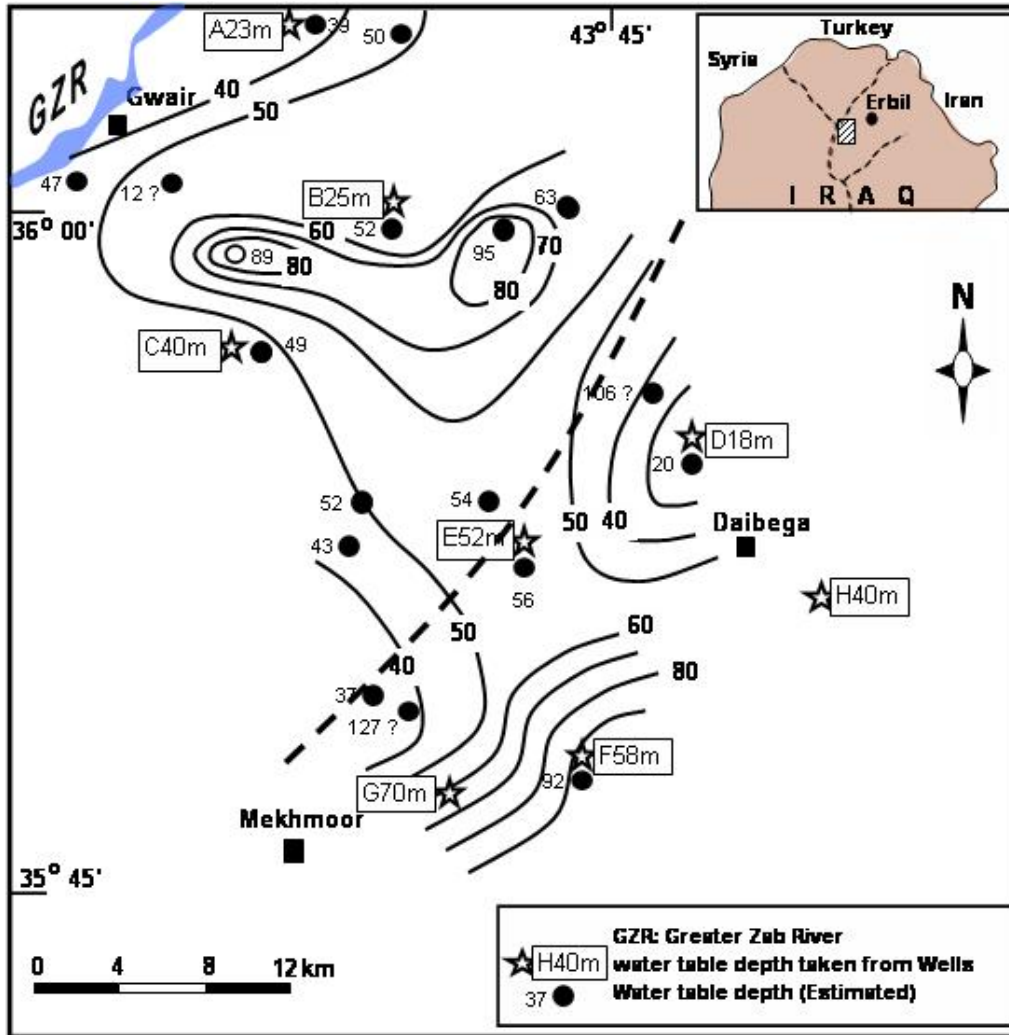 A23m
39
50
43° 45'
Turkey
Syria
Erbil
Iran
I R A Q
GZR
Gwair
40
50
47
12 ?
B25m
52
63
36° 00'
60
89
80
95
70
80
N
C40m
49
106 ?
D18m
20
52
54
50
40
Daibega
43
E52m
56
H40m
50
60
40
80
37
127 ?
F58m
92
G70m
Mekhmoor
35° 45'
0 4 8 12 km
GZR: Greater Zab River
H40m water table depth taken from Wells
37 Water table depth (Estimated)